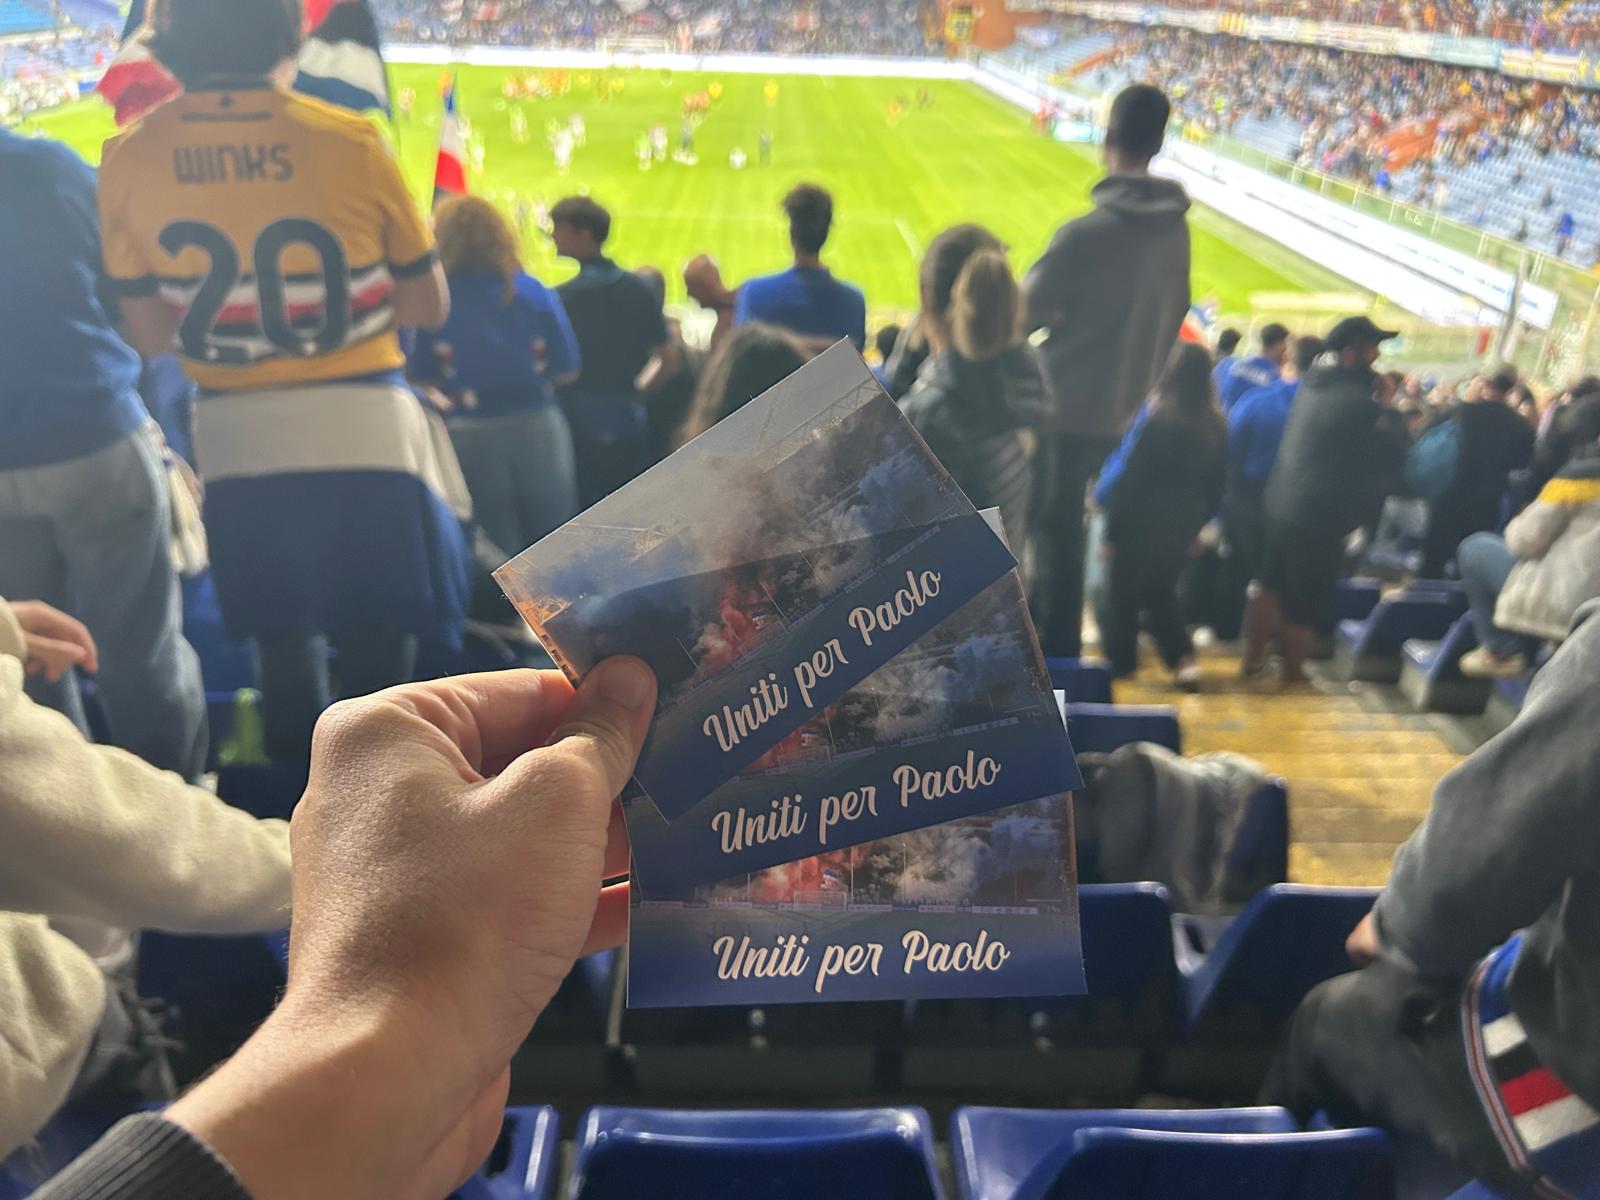 WINKS
20
Uniti per Paolo
Uniti per Paolo
Uniti per Paolo